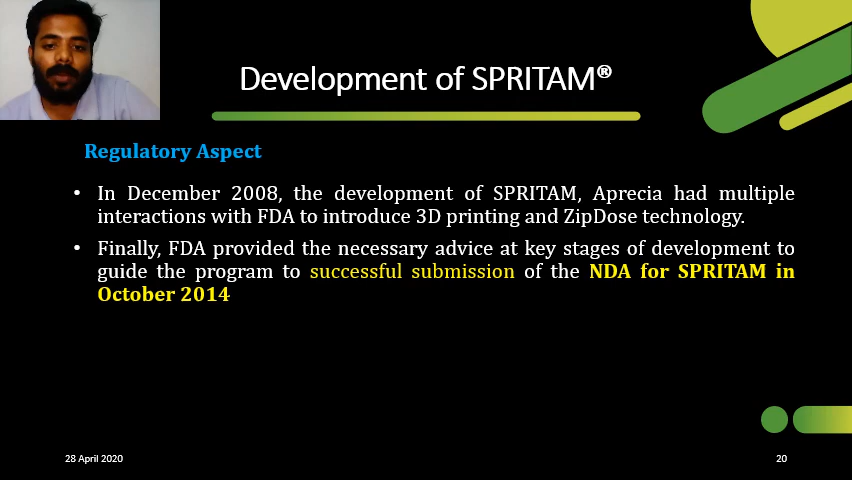 Development of SPRITAM®
Regulatory Aspect
• In December 2008, the development of SPRITAM, Aprecia had multiple
interactions with FDA to introduce 3D printing and ZipDose technology.
• Finally, FDA provided the necessary advice at key stages of development to
guide the program to successful submission of the NDA for SPRITAM in
October 2014
28 April 2020
20